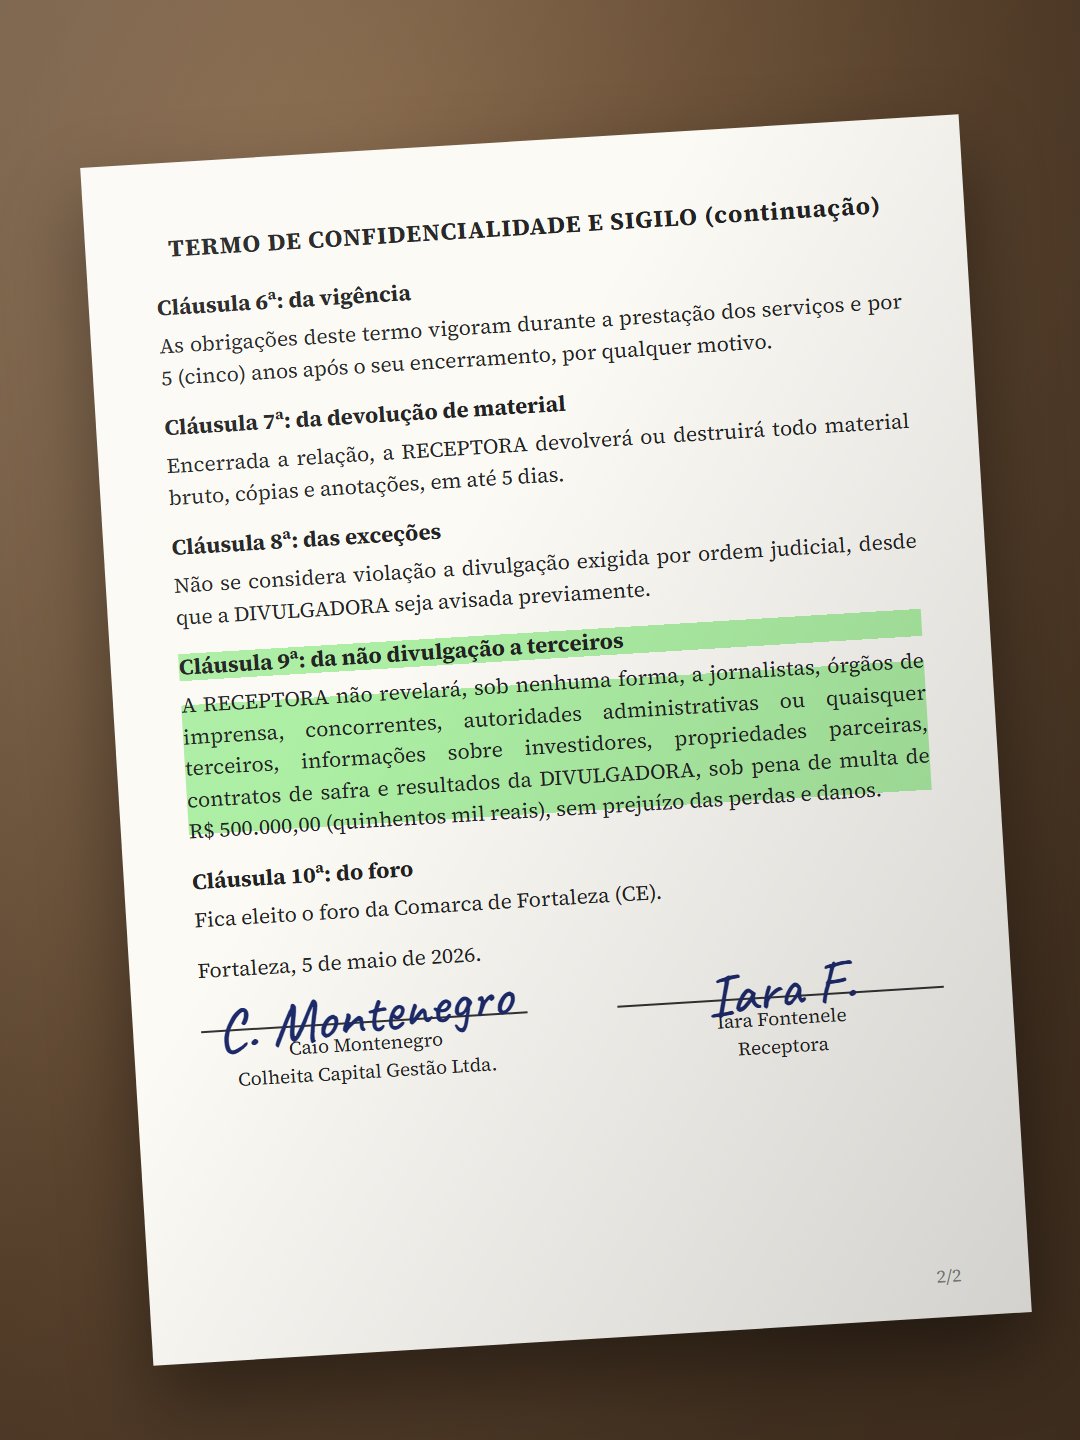 TERMO DE CONFIDENCIALIDADE E SIGILO (continuação)
Cláusula 6ª: da vigência
As obrigações deste termo vigoram durante a prestação dos serviços e por
5 (cinco) anos após o seu encerramento, por qualquer motivo.
Cláusula 7ª: da devolução de material
Encerrada a relação, a RECEPTORA devolverá ou destruirá todo material
bruto, cópias e anotações, em até 5 dias.
Cláusula 8ª: das exceções
Não se considera violação a divulgação exigida por ordem judicial, desde
que a DIVULGADORA seja avisada previamente.
Cláusula 9ª: da não divulgação a terceiros
A RECEPTORA não revelará, sob nenhuma forma, a jornalistas, órgãos de
imprensa, concorrentes, autoridades administrativas ou quaisquer
terceiros, informações sobre investidores, propriedades parceiras,
contratos de safra e resultados da DIVULGADORA, sob pena de multa de
R$ 500.000,00 (quinhentos mil reais), sem prejuízo das perdas e danos.
Cláusula 10ª: do foro
Fica eleito o foro da Comarca de Fortaleza (CE).
Fortaleza, 5 de maio de 2026.
C. Montenegro
Caio Montenegro
Colheita Capital Gestão Ltda.
Iara F.
Iara Fontenele
Receptora
2/2